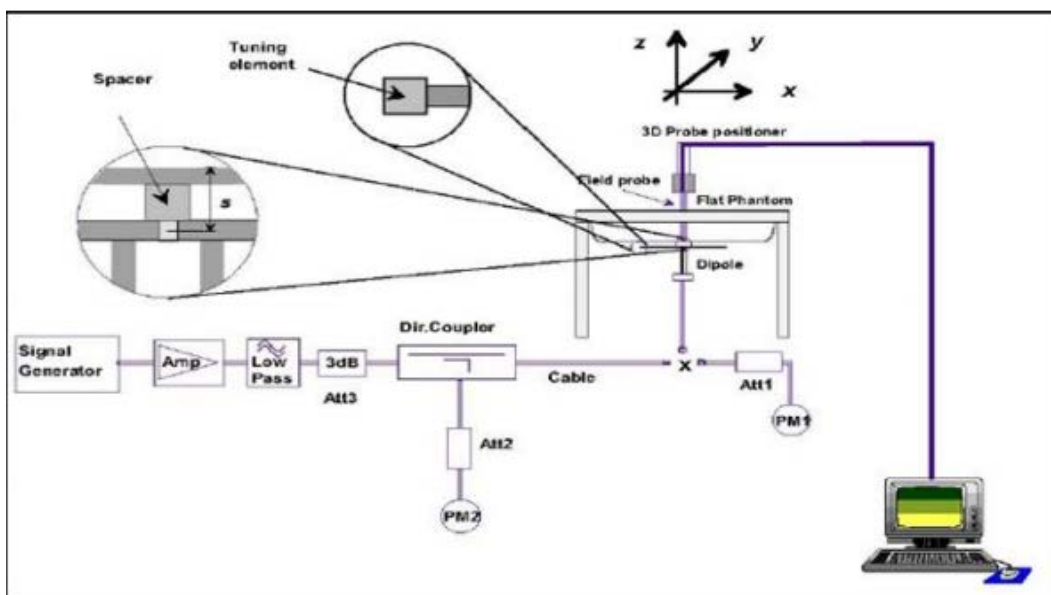 Tuning
element
Spacer
s
z
y
x
3D Probe positioner
Field probe
Flat Phantom
Dipole
Dir.Coupler
Signal
Generator
Amp
Low
Pass
3dB
Att3
Cable
X
Att1
PM1
Att2
PM2